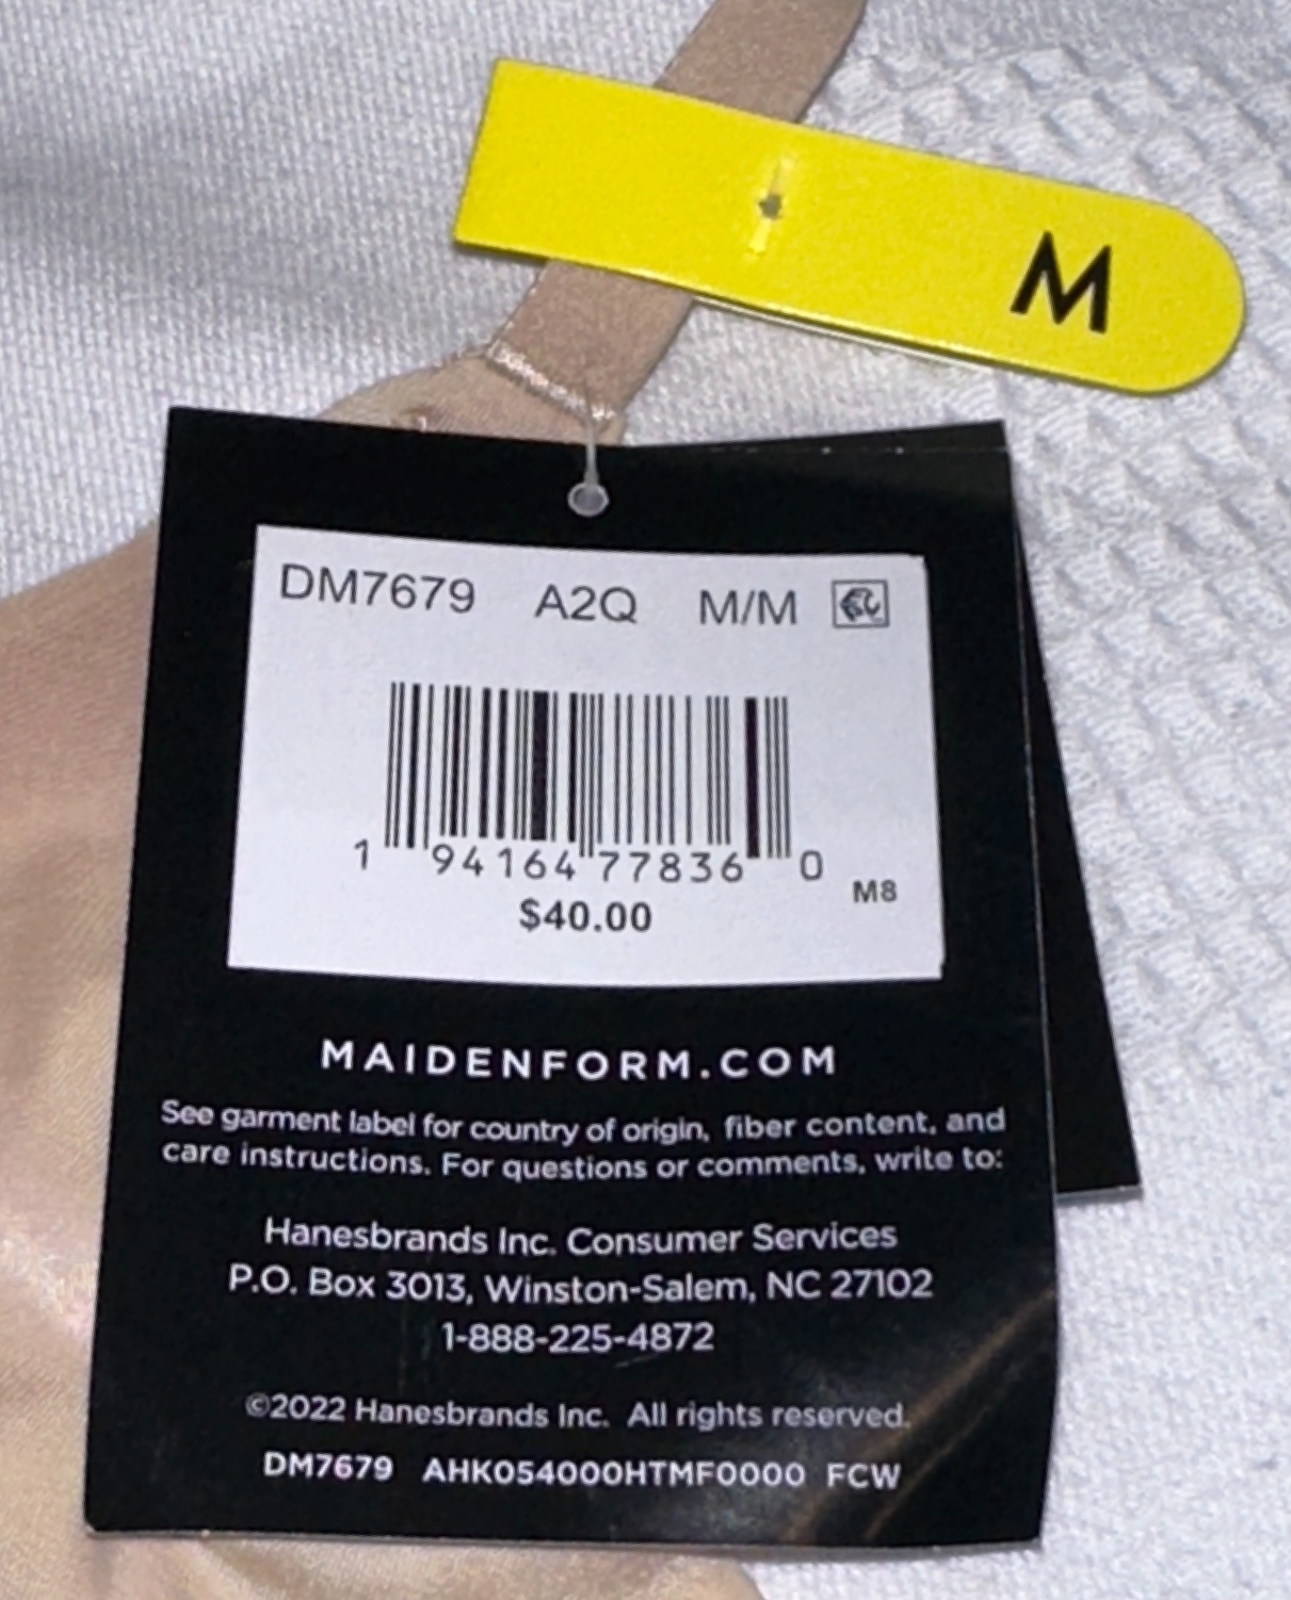 M
DM7679 A2Q M/M
1 94164 77836 0
M8
$40.00
MAIDENFORM.COM
See garment label for country of origin, fiber content, and
care instructions. For questions or comments, write to:
Hanesbrands Inc. Consumer Services
P.O. Box 3013, Winston-Salem, NC 27102
1-888-225-4872
©2022 Hanesbrands Inc. All rights reserved.
DM7679 AHK054000HTMF0000 FCW